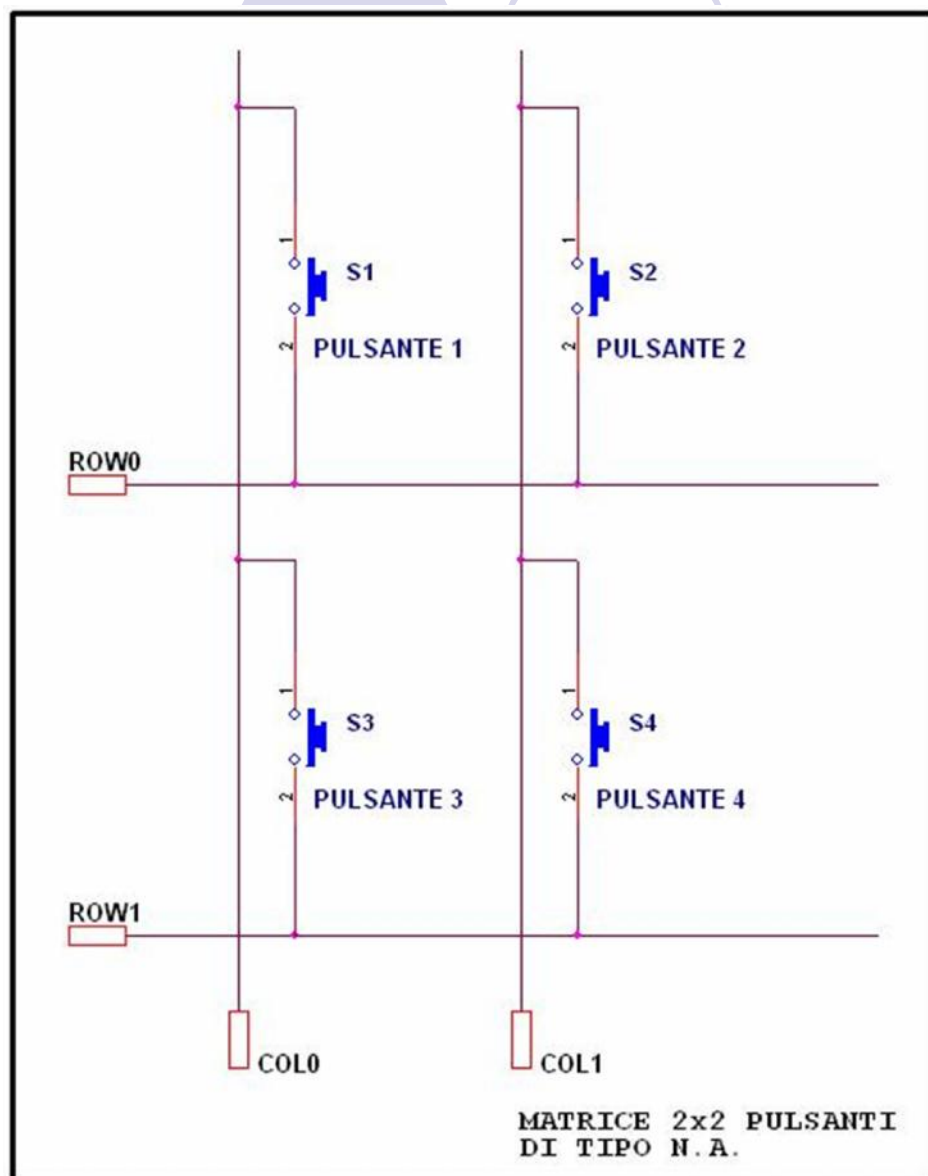 1
S1
2
PULSANTE 1
1
S2
2
PULSANTE 2
ROW0
1
S3
2
PULSANTE 3
1
S4
2
PULSANTE 4
ROW1
COL0
COL1
MATRICE 2x2 PULSANTI
DI TIPO N.A.